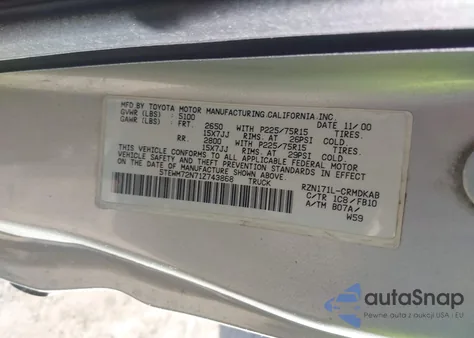 MFD BY TOYOTA MOTOR MANUFACTURING,CALIFORNIA,INC.
GVWR (LBS) : 5100 DATE 11/00
GAWR (LBS) : FRT. 2650 WITH P225/75R15 TIRES.
15X7JJ RIMS. AT 26PSI COLD.
RR. 2800 WITH P225/75R15 TIRES.
15X7JJ RIMS. AT 29PSI COLD.
THIS VEHICLE CONFORMS TO ALL APPLICABLE FEDERAL MOTOR
VEHICLE SAFETY AND THEFT PREVENTION STANDARDS IN EFFECT
ON THE DATE OF MANUFACTURE SHOWN ABOVE.
5TEWM72N71Z743868 RZN171L-CRMDKAB
TRUCK C/TR 1C8 / FB10
A/TM B07A /
W59
autoSnap
Pewne auta z aukcji USA i EU